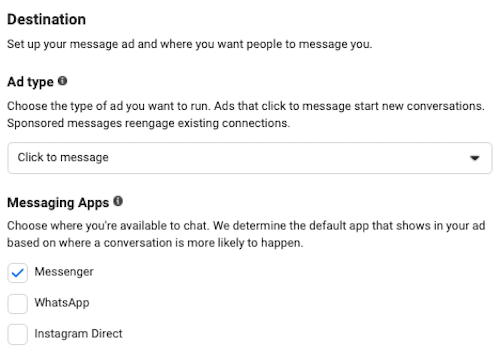 Destination
Set up your message ad and where you want people to message you.
Ad type
Choose the type of ad you want to run. Ads that click to message start new conversations.
Sponsored messages reengage existing connections.
Click to message
Messaging Apps
Choose where you're available to chat. We determine the default app that shows in your ad
based on where a conversation is more likely to happen.
Messenger
WhatsApp
Instagram Direct